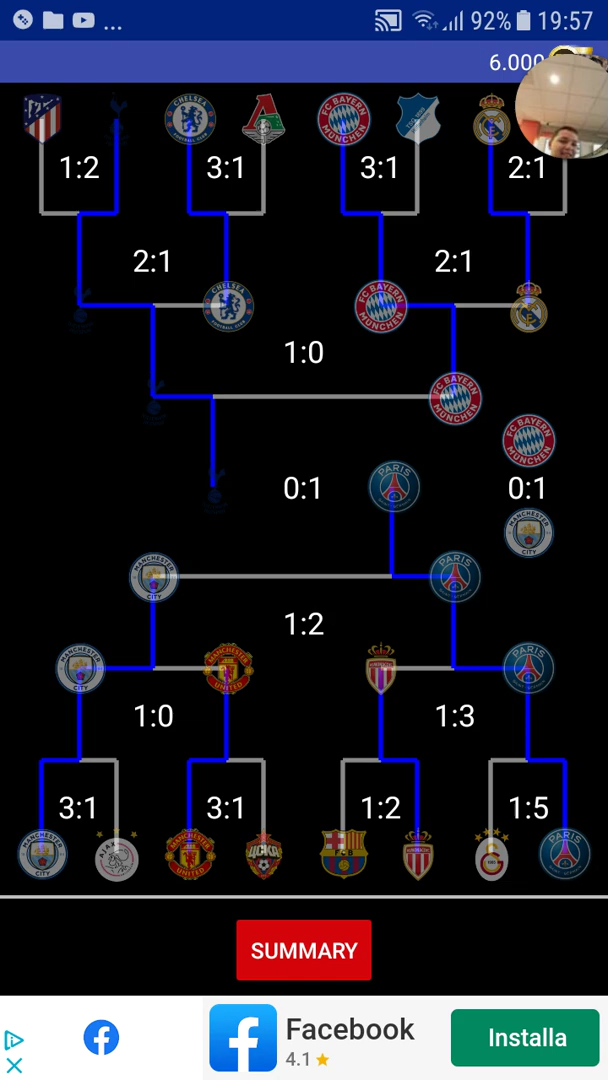 ... 92% 19:57
6.000
1:2 3:1 3:1 2:1
2:1 2:1
1:0
0:1 0:1
1:2
1:0 1:3
3:1 3:1 1:2 1:5
SUMMARY
Facebook
4.1
Installa